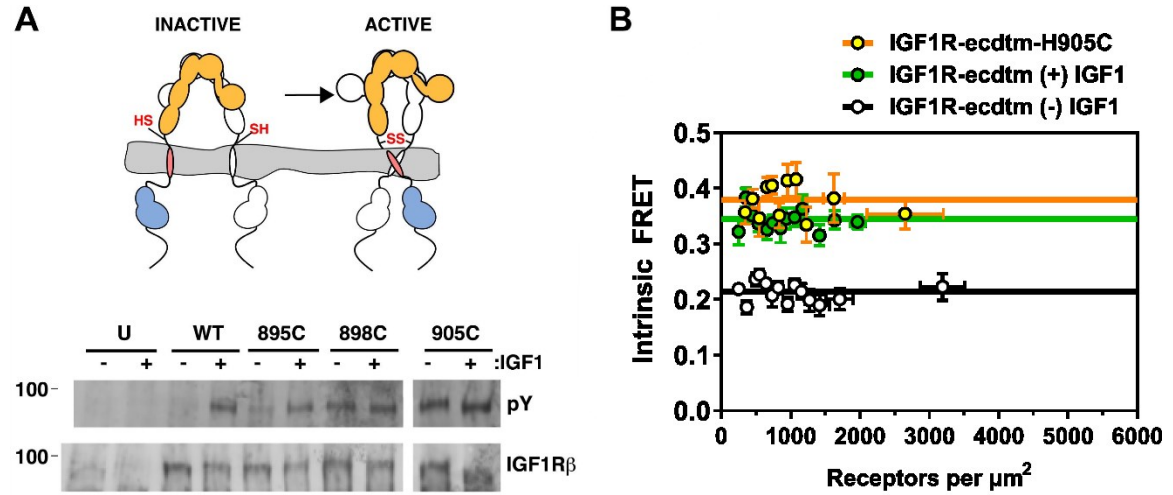 A
INACTIVE
ACTIVE
HS
SH
SS
U
WT
895C
898C
905C
- + - + - + - + - + :IGF1
100
pY
100
IGF1Rβ
B
IGF1R-ecdtm-H905C
IGF1R-ecdtm (+) IGF1
IGF1R-ecdtm (-) IGF1
Intrinsic FRET
0.5
0.4
0.3
0.2
0.1
0.0
0 1000 2000 3000 4000 5000 6000
Receptors per µm²